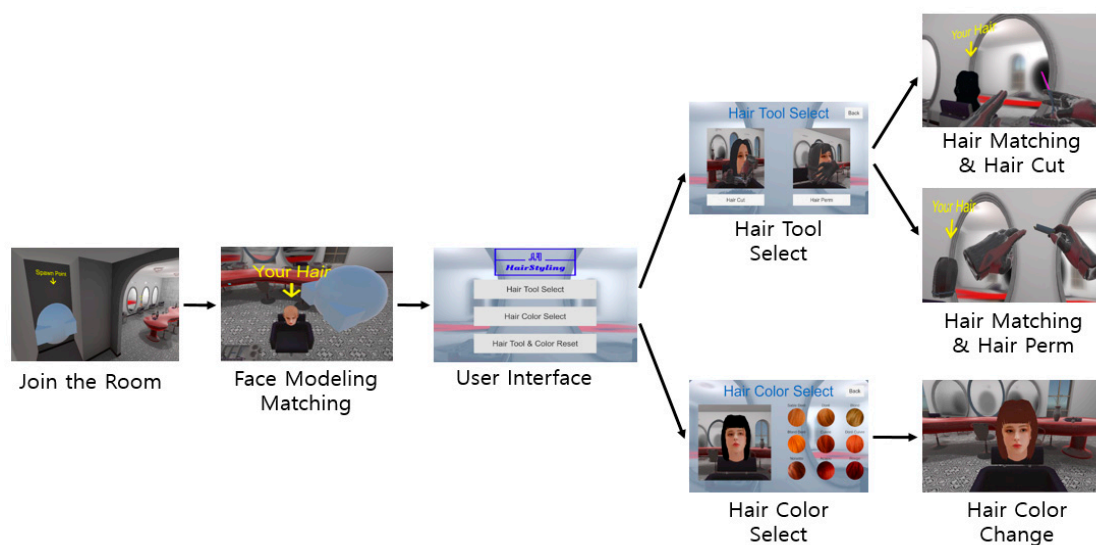 Spawn Point
Join the Room
Your Hair
Face Modeling
Matching
HairStyling
Hair Tool Select
Hair Color Select
Hair Tool & Color Reset
User Interface
Hair Tool Select
Back
Hair Cut
Hair Perm
Hair Tool
Select
Hair Color Select
Back
Hair Color
Select
Your Hair
Hair Matching
& Hair Cut
Your Hair
Hair Matching
& Hair Perm
Hair Color
Change